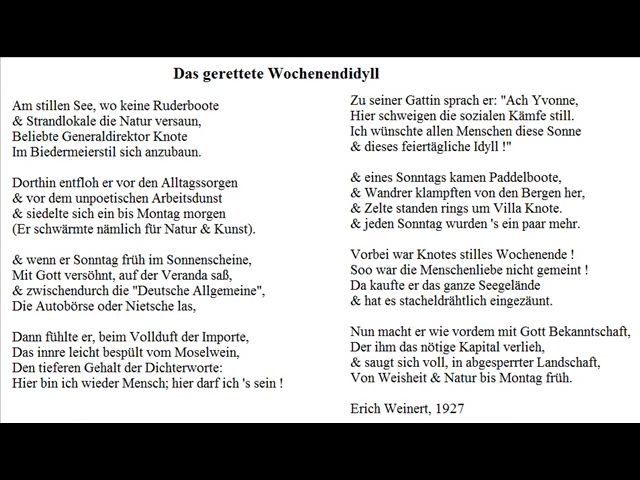 Das gerettete Wochenendidyll
Am stillen See, wo keine Ruderboote
& Strandlokale die Natur versaun,
Beliebte Generaldirektor Knote
Im Biedermeierstil sich anzubaun.
Dorthin entfloh er vor den Alltagssorgen
& vor dem unpoetischen Arbeitsdunst
& siedelte sich ein bis Montag morgen
(Er schwärmte nämlich für Natur & Kunst).
& wenn er Sonntag früh im Sonnenscheine,
Mit Gott versöhnt, auf der Veranda saß,
& zwischendurch die "Deutsche Allgemeine",
Die Autobörse oder Nietsche las,
Dann fühlte er, beim Vollduft der Importe,
Das innre leicht bespült vom Moselwein,
Den tieferen Gehalt der Dichterworte:
Hier bin ich wieder Mensch; hier darf ich 's sein !
Zu seiner Gattin sprach er: "Ach Yvonne,
Hier schweigen die sozialen Kämfe still.
Ich wünschte allen Menschen diese Sonne
& dieses feiertägliche Idyll !"
& eines Sonntags kamen Paddelboote,
& Wandrer klampften von den Bergen her,
& Zelte standen rings um Villa Knote.
& jeden Sonntag wurden 's ein paar mehr.
Vorbei war Knotes stilles Wochenende !
Soo war die Menschenliebe nicht gemeint !
Da kaufte er das ganze Seegelände
& hat es stacheldrähtlich eingezäunt.
Nun macht er wie vordem mit Gott Bekanntschaft,
Der ihm das nötige Kapital verlieh,
& saugt sich voll, in abgesperrter Landschaft,
Von Weisheit & Natur bis Montag früh.
Erich Weinert, 1927